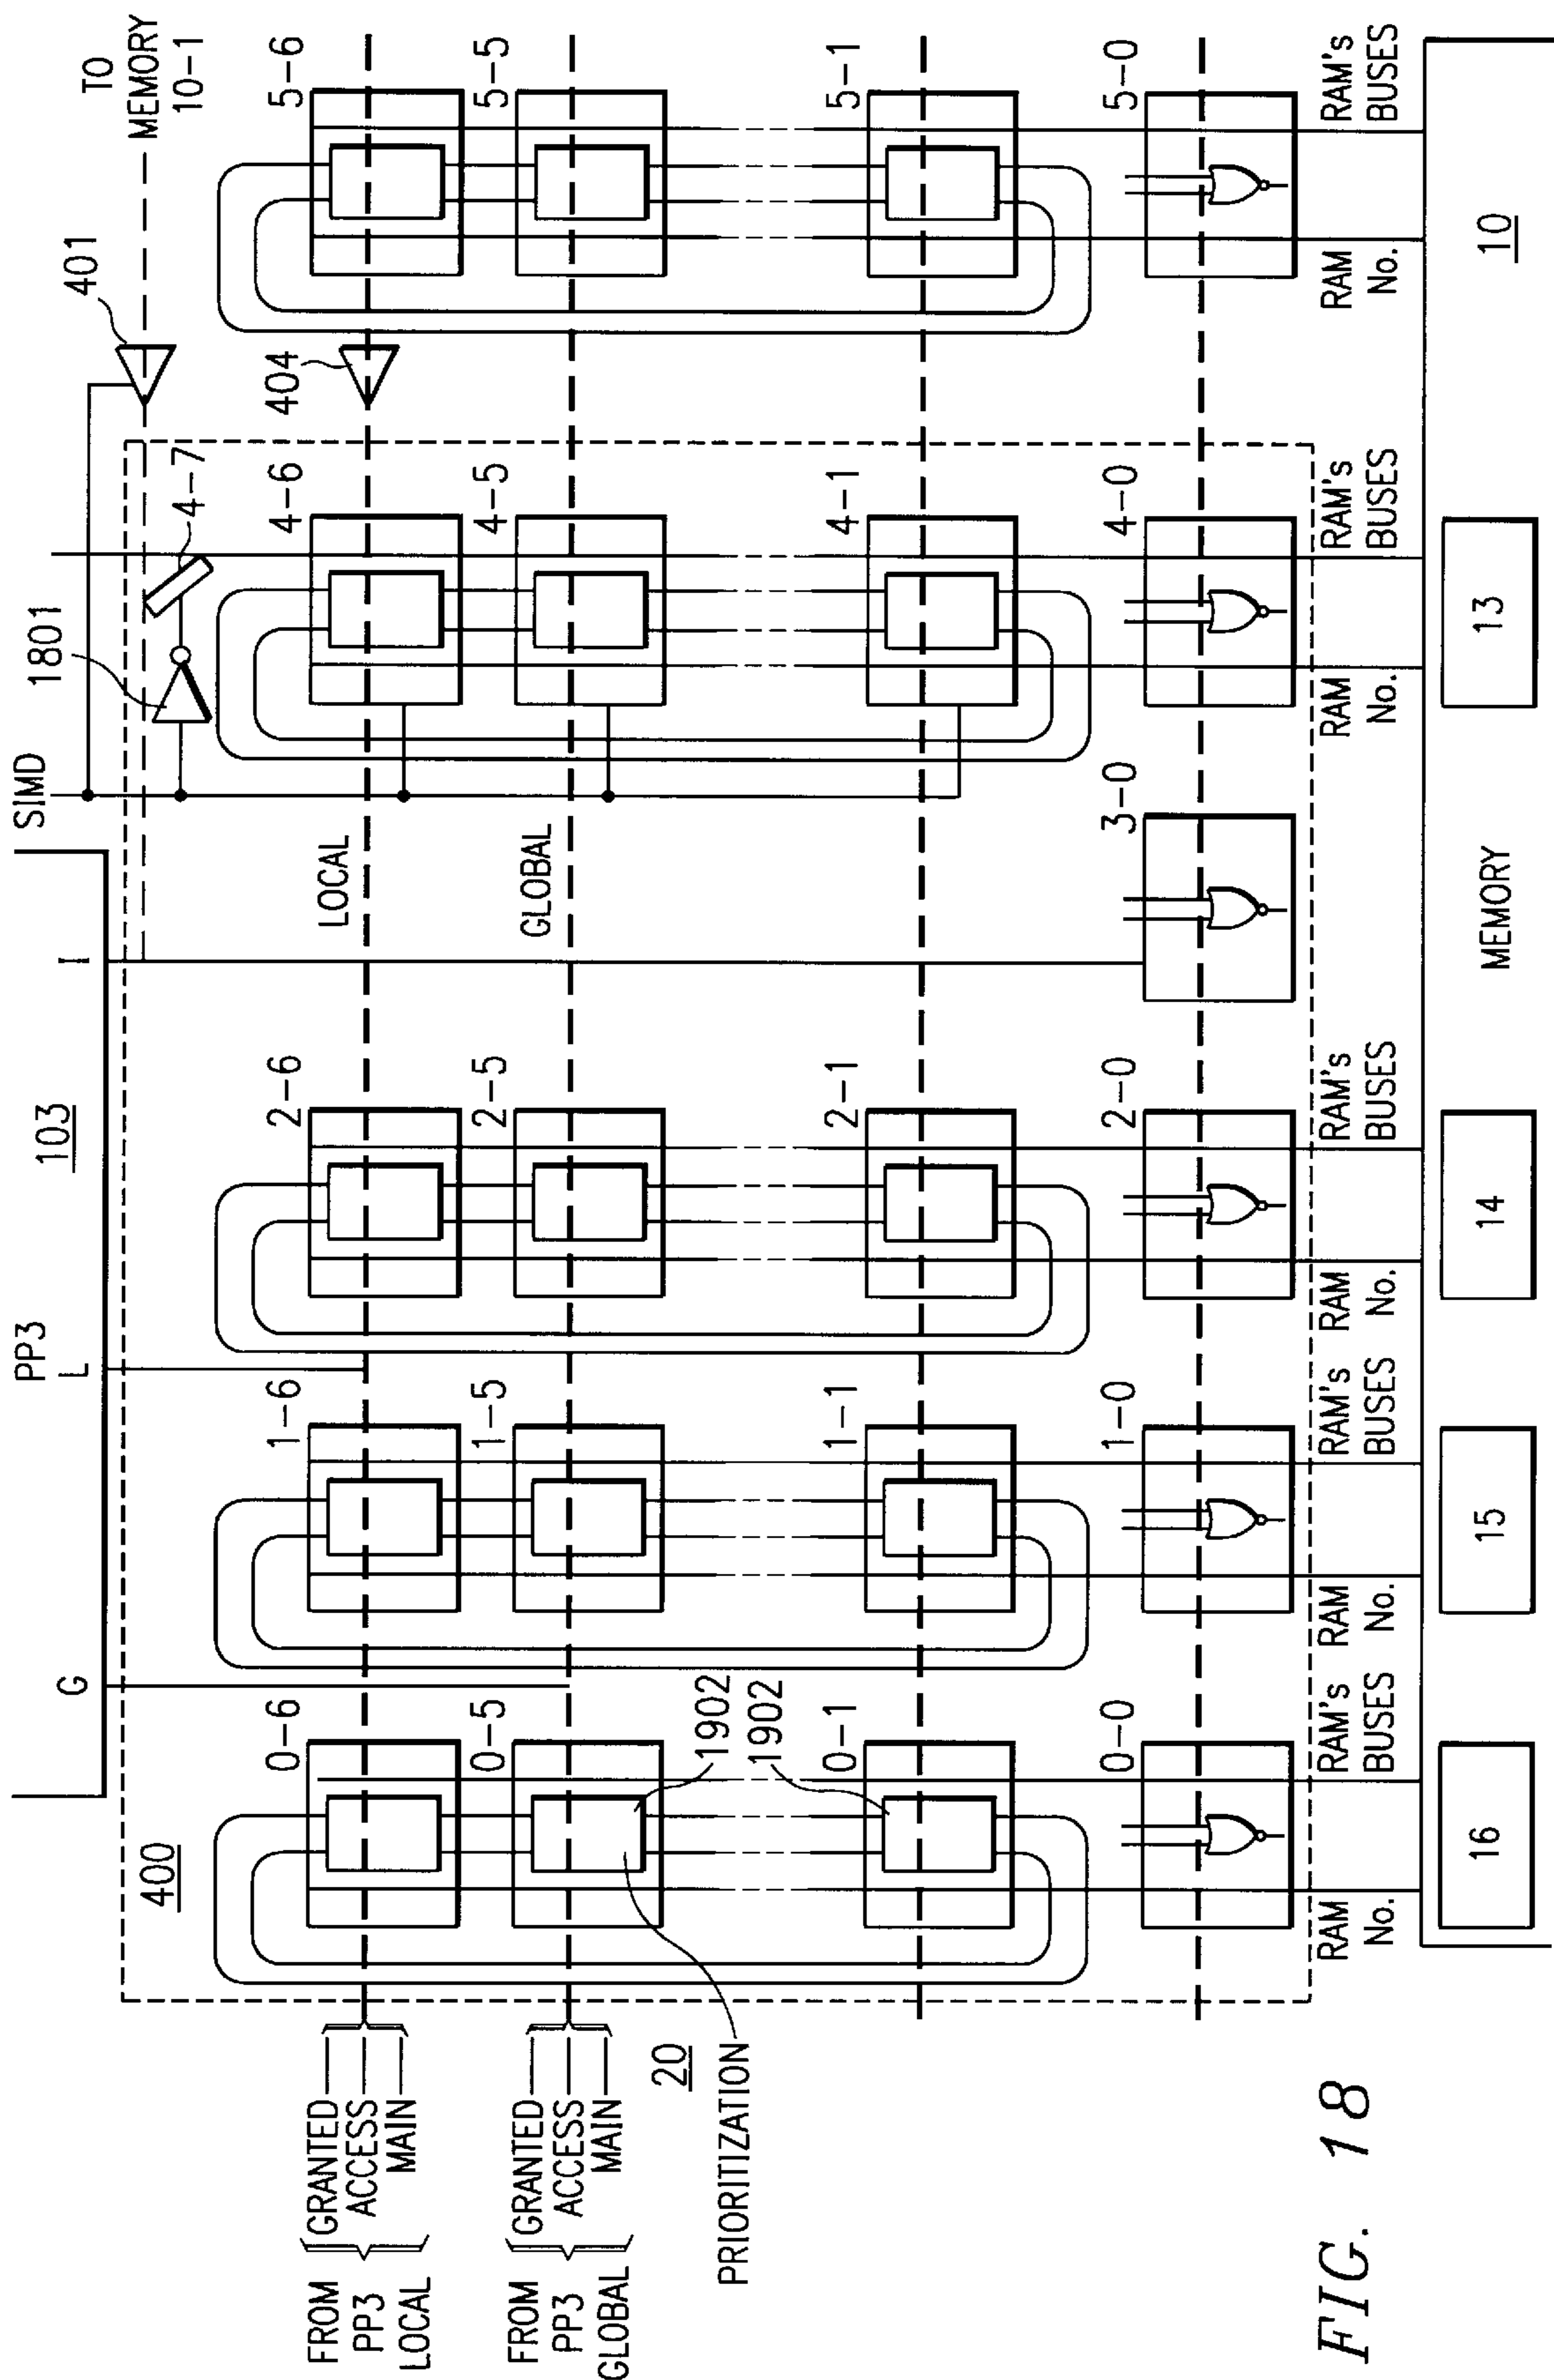 103
PP3
G
L
I
SIMD
TO
MEMORY
10-1
401
1801
4-7
404
400
0-6
1-6
2-6
LOCAL
4-6
5-6
FROM
PP3
LOCAL
GRANTED
ACCESS
MAIN
0-5
1-5
2-5
GLOBAL
4-5
5-5
FROM
PP3
GLOBAL
GRANTED
ACCESS
MAIN
20
PRIORITIZATION
1902
1902
0-1
1-1
2-1
4-1
5-1
0-0
1-0
2-0
3-0
4-0
5-0
RAM
No.
RAM's
BUSES
RAM
No.
RAM's
BUSES
RAM
No.
RAM's
BUSES
RAM
No.
RAM's
BUSES
RAM
No.
RAM's
BUSES
16
15
14
MEMORY
13
10
FIG. 18